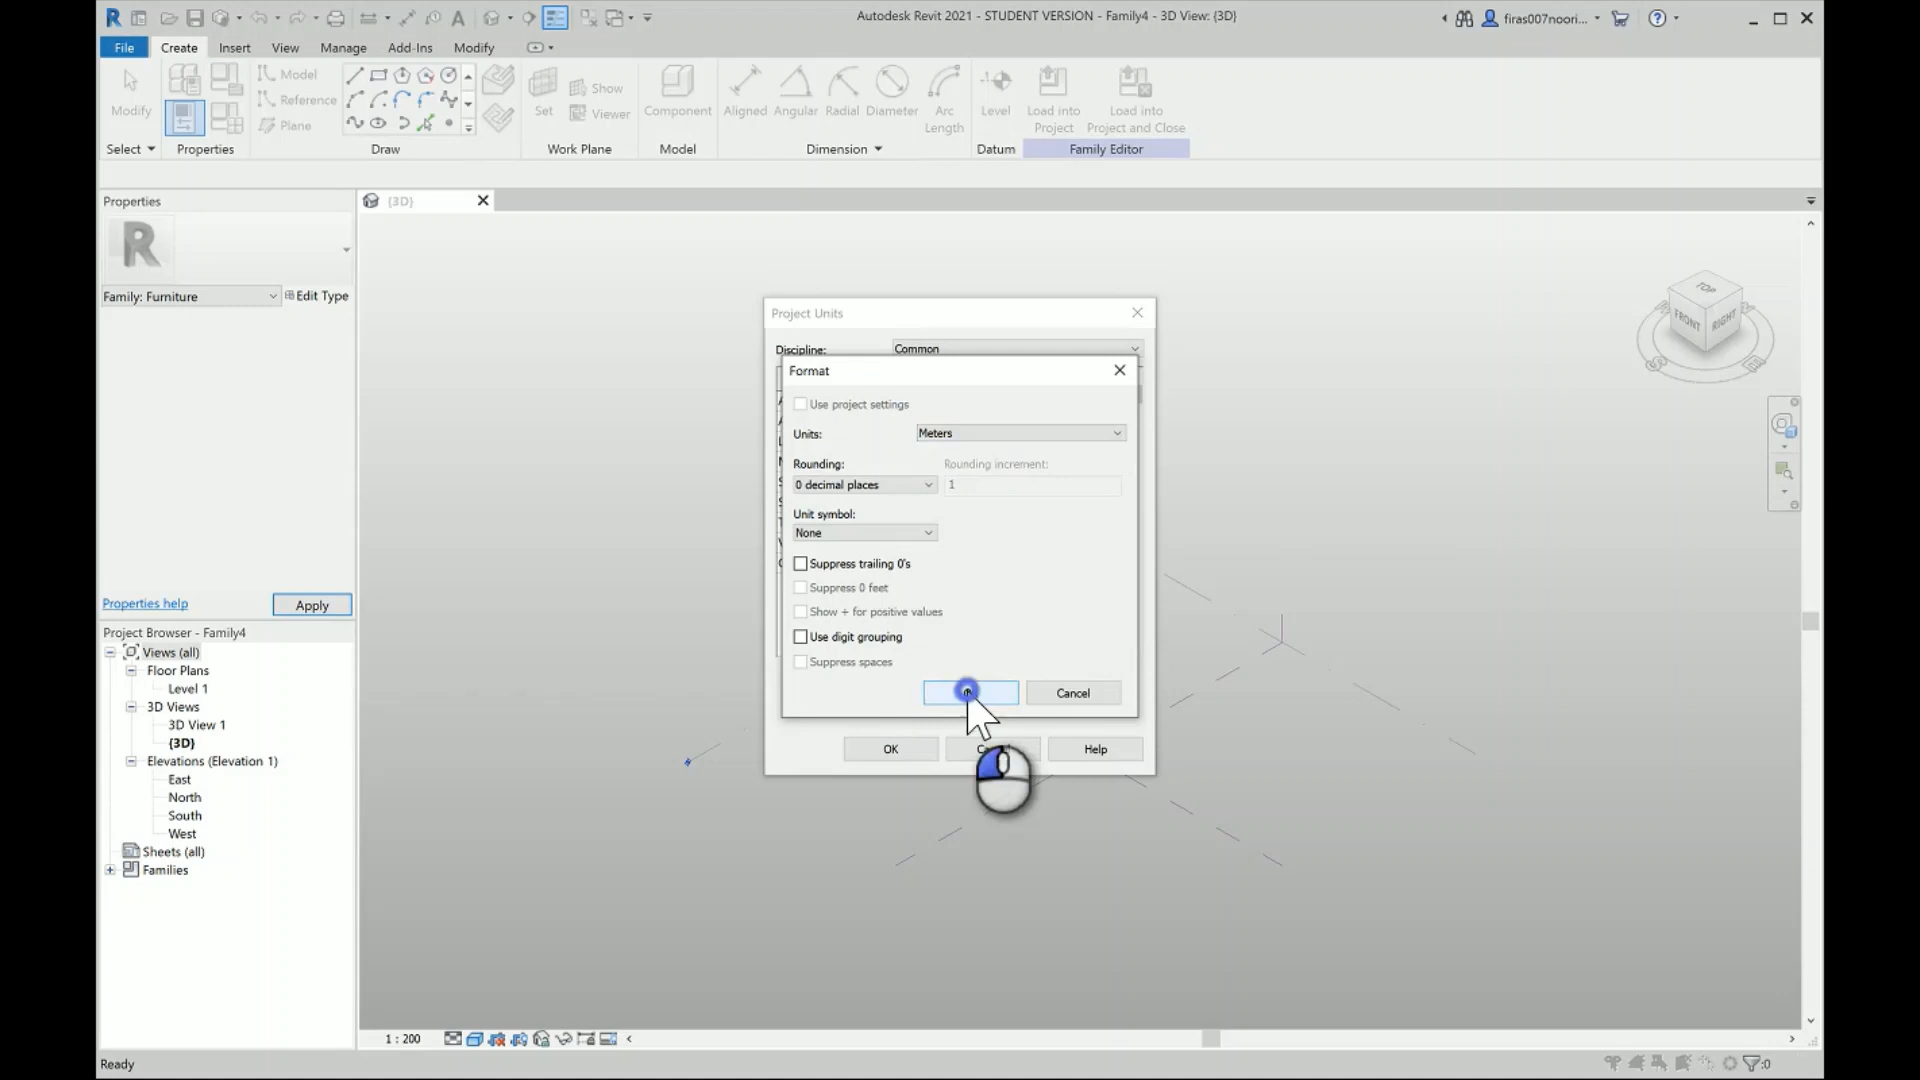 Autodesk Revit 2021 - STUDENT VERSION - Family4 - 3D View: {3D}
firas007noori...
File Create Insert View Manage Add-Ins Modify
Modify
Model
Reference
Plane
Set
Show
Viewer
Component
Aligned Angular Radial Diameter Arc Length
Level
Load into Project
Load into Project and Close
Select Properties Draw Work Plane Model Dimension Datum Family Editor
Properties
{3D}
R
Family: Furniture
Edit Type
Properties help
Apply
Project Browser - Family4
Views (all)
Floor Plans
Level 1
3D Views
3D View 1
{3D}
Elevations (Elevation 1)
East
North
South
West
Sheets (all)
Families
Project Units
Discipline: Common
Format
Use project settings
Units: Meters
Rounding: Rounding increment:
0 decimal places 1
Unit symbol:
None
Suppress trailing 0's
Suppress 0 feet
Show + for positive values
Use digit grouping
Suppress spaces
Cancel
OK Help
TOP
FRONT RIGHT
1 : 200
Ready
:0